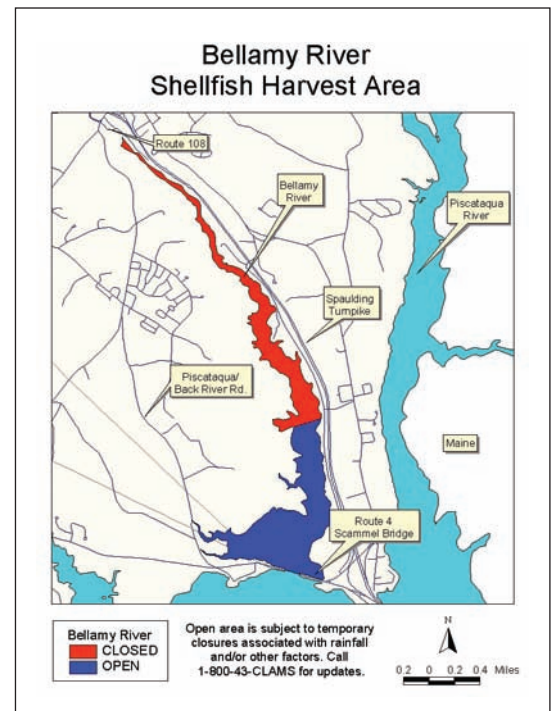 Bellamy River
Shellfish Harvest Area
Route 108
Bellamy
River
Piscataqua
River
Spaulding
Turnpike
Piscataqua/
Back River Rd.
Maine
Route 4
Scammel Bridge
Bellamy River
CLOSED
OPEN
Open area is subject to temporary
closures associated with rainfall
and/or other factors. Call
1-800-43-CLAMS for updates.
N
0.2 0 0.2 0.4 Miles